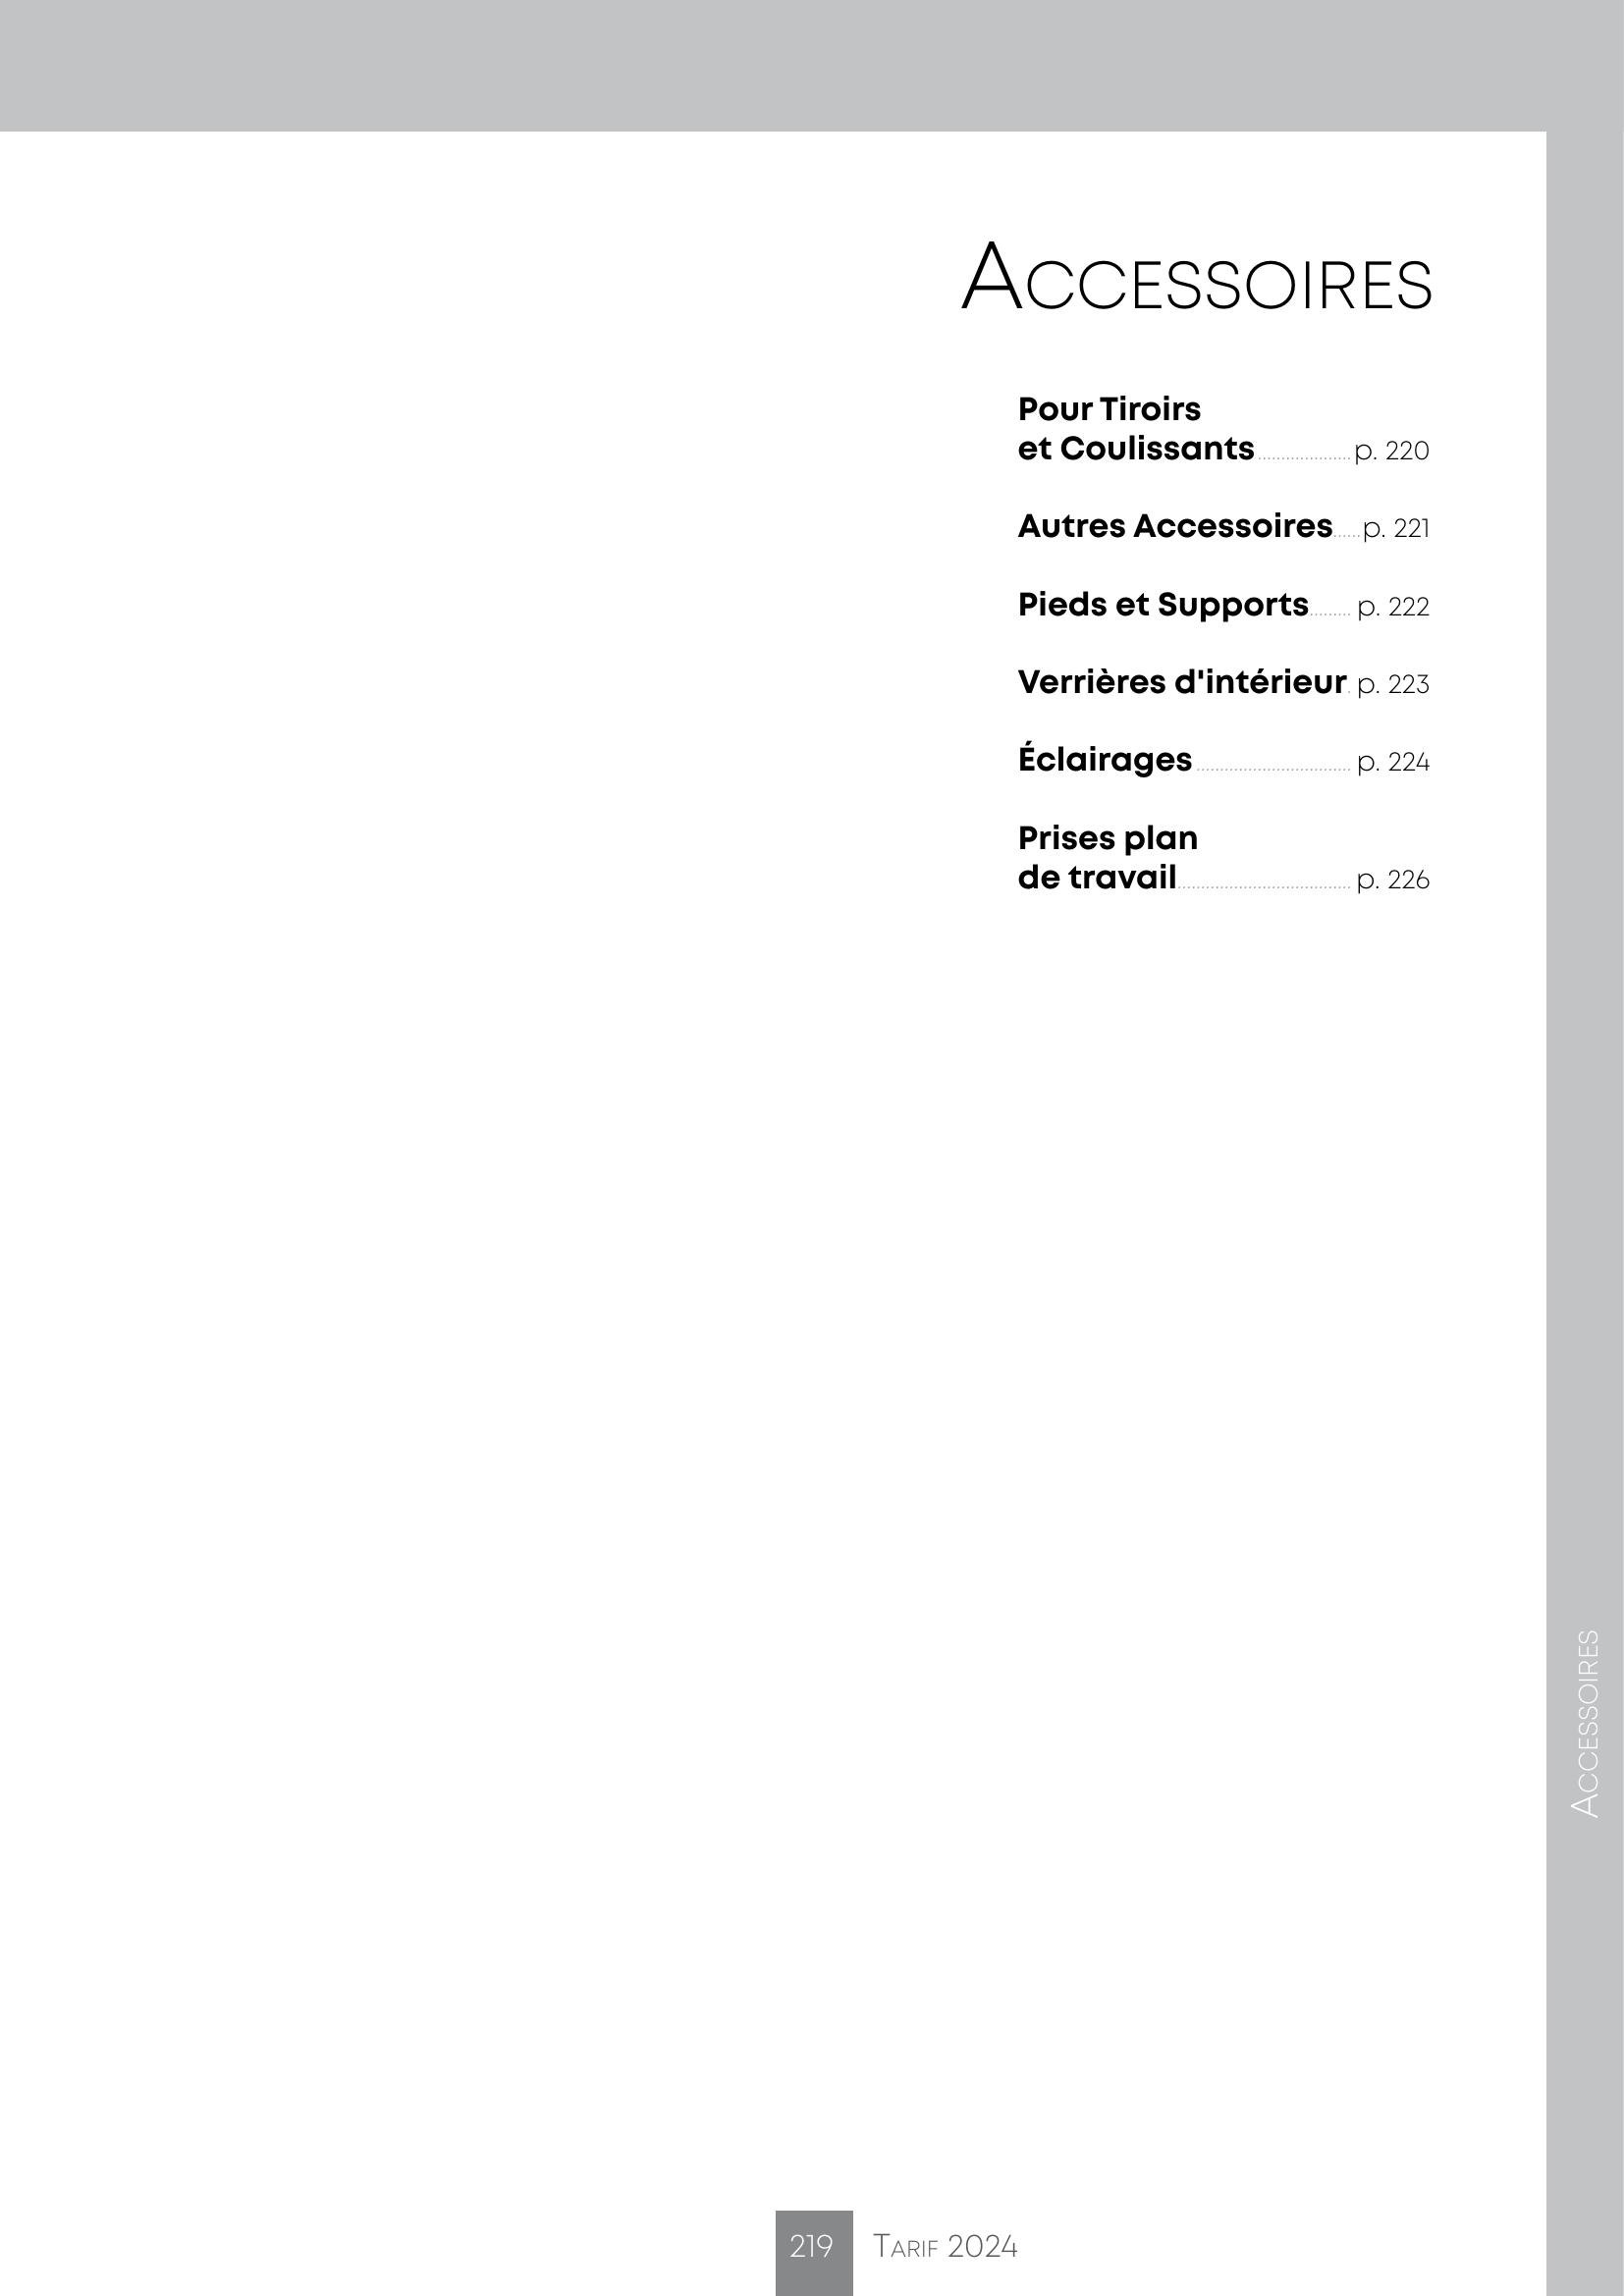 Accessoires
Pour Tiroirs
et Coulissants p. 220
Autres Accessoires p. 221
Pieds et Supports p. 222
Verrières d'intérieur p. 223
Éclairages p. 224
Prises plan
de travail p. 226
Accessoires
219 Tarif 2024